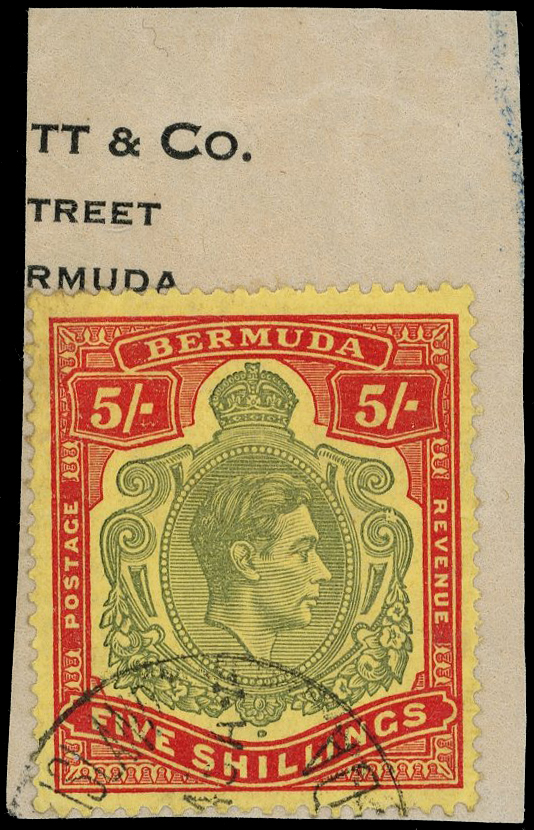 TT & CO.
TREET
RMUDA
BERMUDA
5/- 5/-
POSTAGE
REVENUE
FIVE SHILLINGS